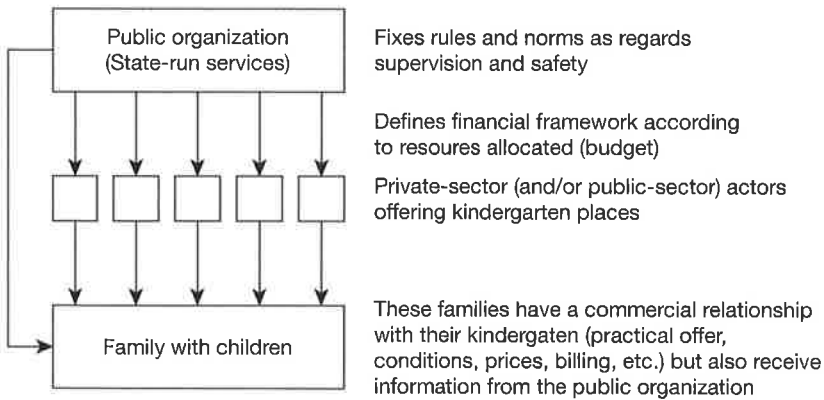 Public organization
(State-run services)
Fixes rules and norms as regards
supervision and safety
Defines financial framework according
to resoures allocated (budget)
Private-sector (and/or public-sector) actors
offering kindergarten places
Family with children
These families have a commercial relationship
with their kindergaten (practical offer,
conditions, prices, billing, etc.) but also receive
information from the public organization